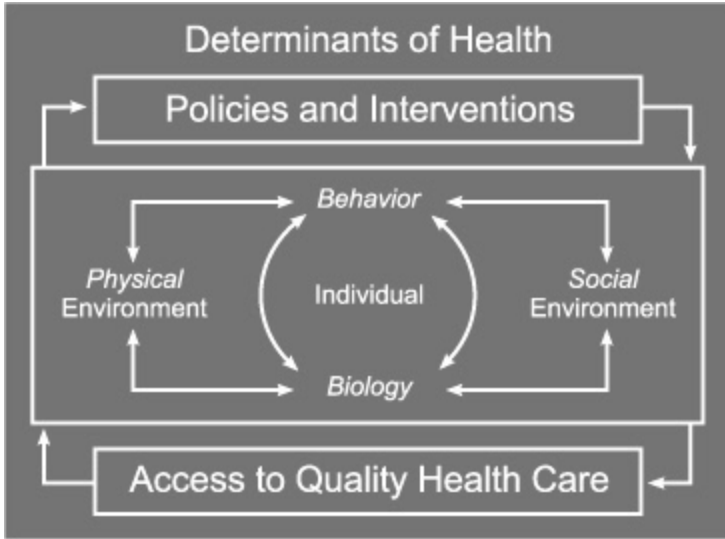 Determinants of Health
Policies and Interventions
Behavior
Physical
Environment
Individual
Social
Environment
Biology
Access to Quality Health Care